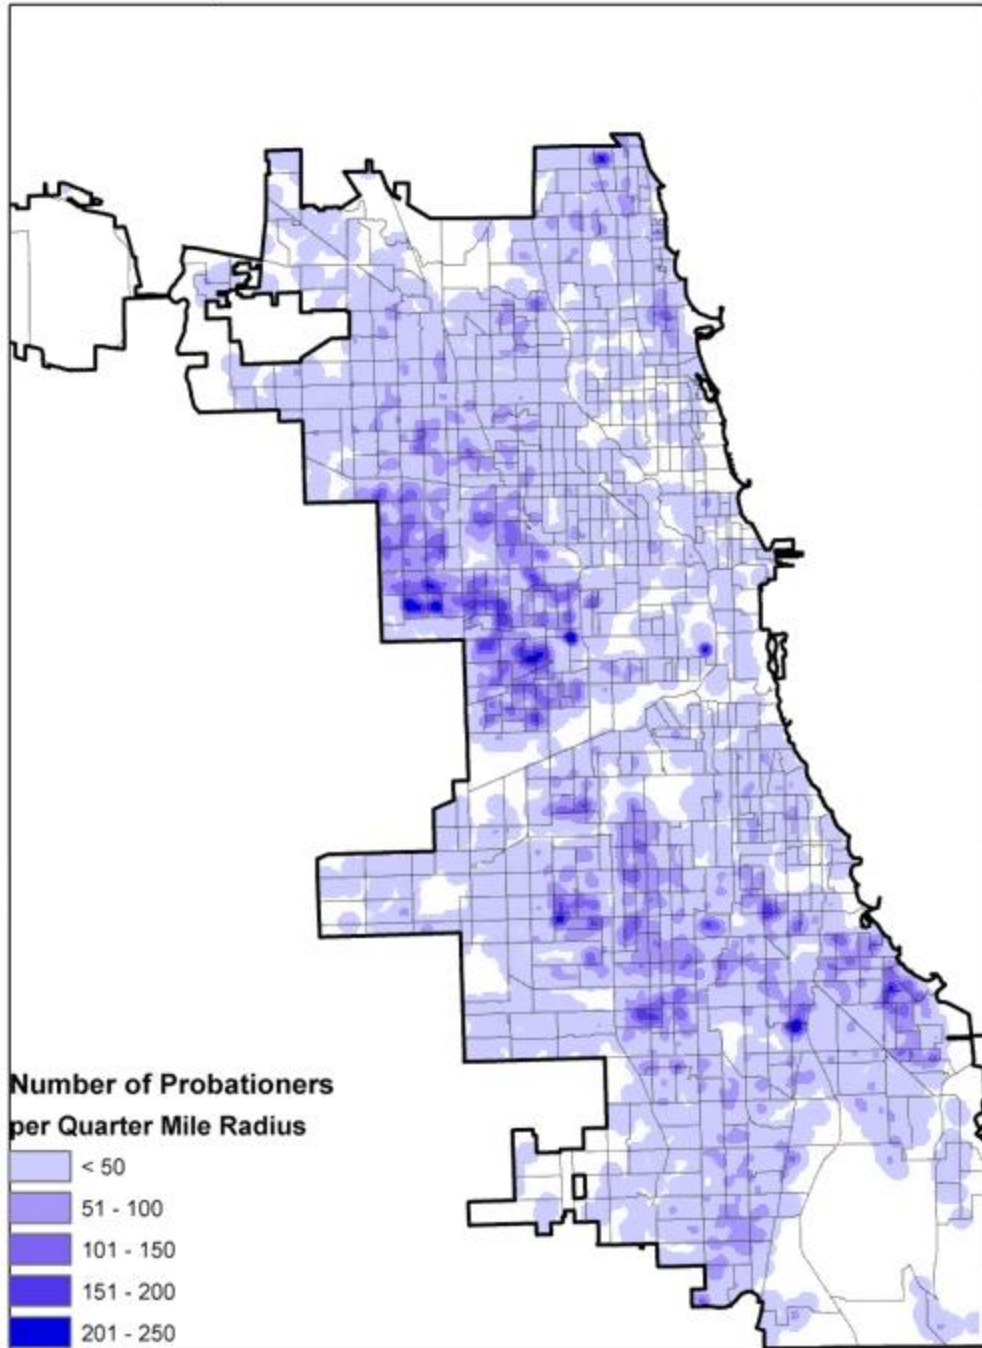 Number of Probationers
per Quarter Mile Radius
< 50
51 - 100
101 - 150
151 - 200
201 - 250